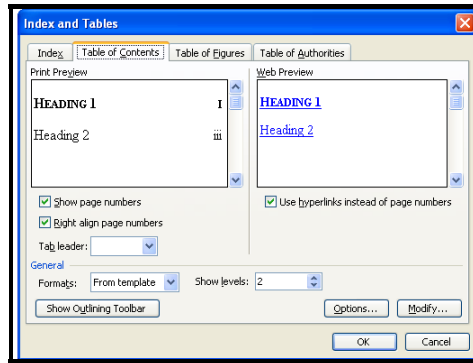 Index and Tables
Index Table of Contents Table of Figures Table of Authorities
Print Preview Web Preview
HEADING 1 I HEADING 1
Heading 2 iii Heading 2
Show page numbers Use hyperlinks instead of page numbers
Right align page numbers
Tab leader:
General
Formats: From template Show levels: 2
Show Outlining Toolbar Options... Modify...
OK Cancel